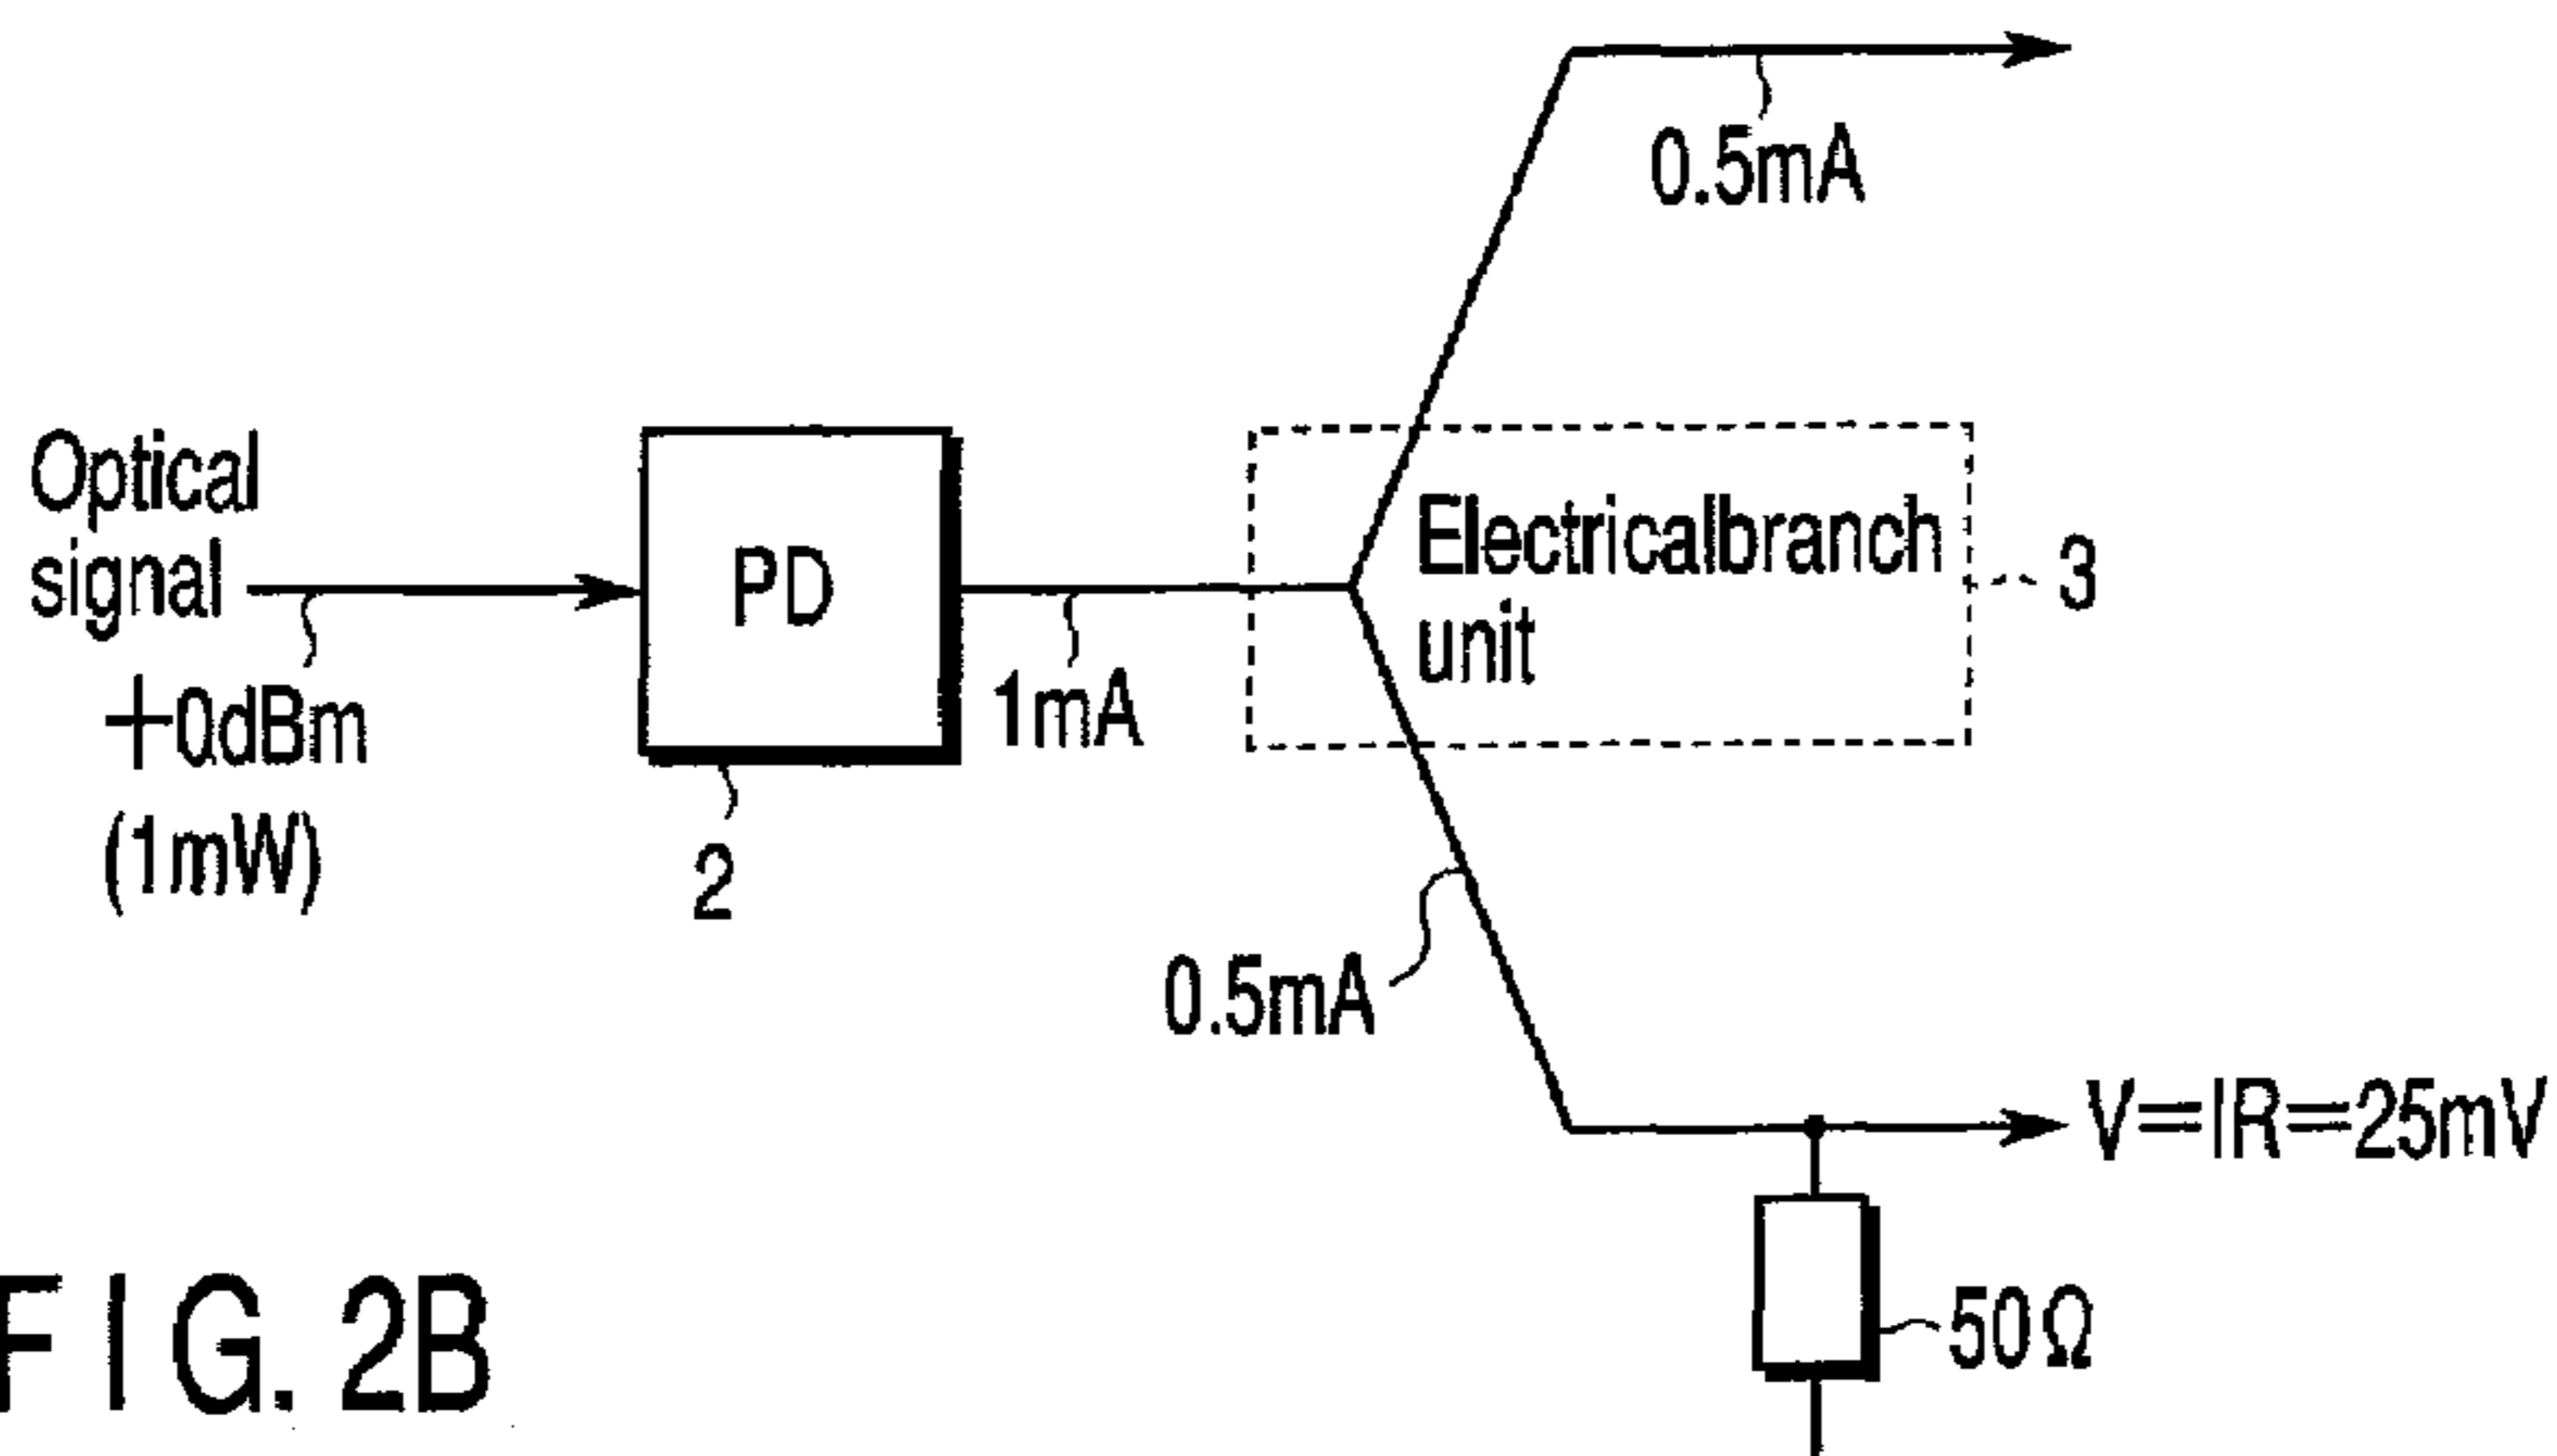 0.5mA
Optical
signal
+0dBm
(1mW)
PD
2
1mA
Electricalbranch
unit
3
0.5mA
V=IR=25mV
50Ω
FIG. 2B